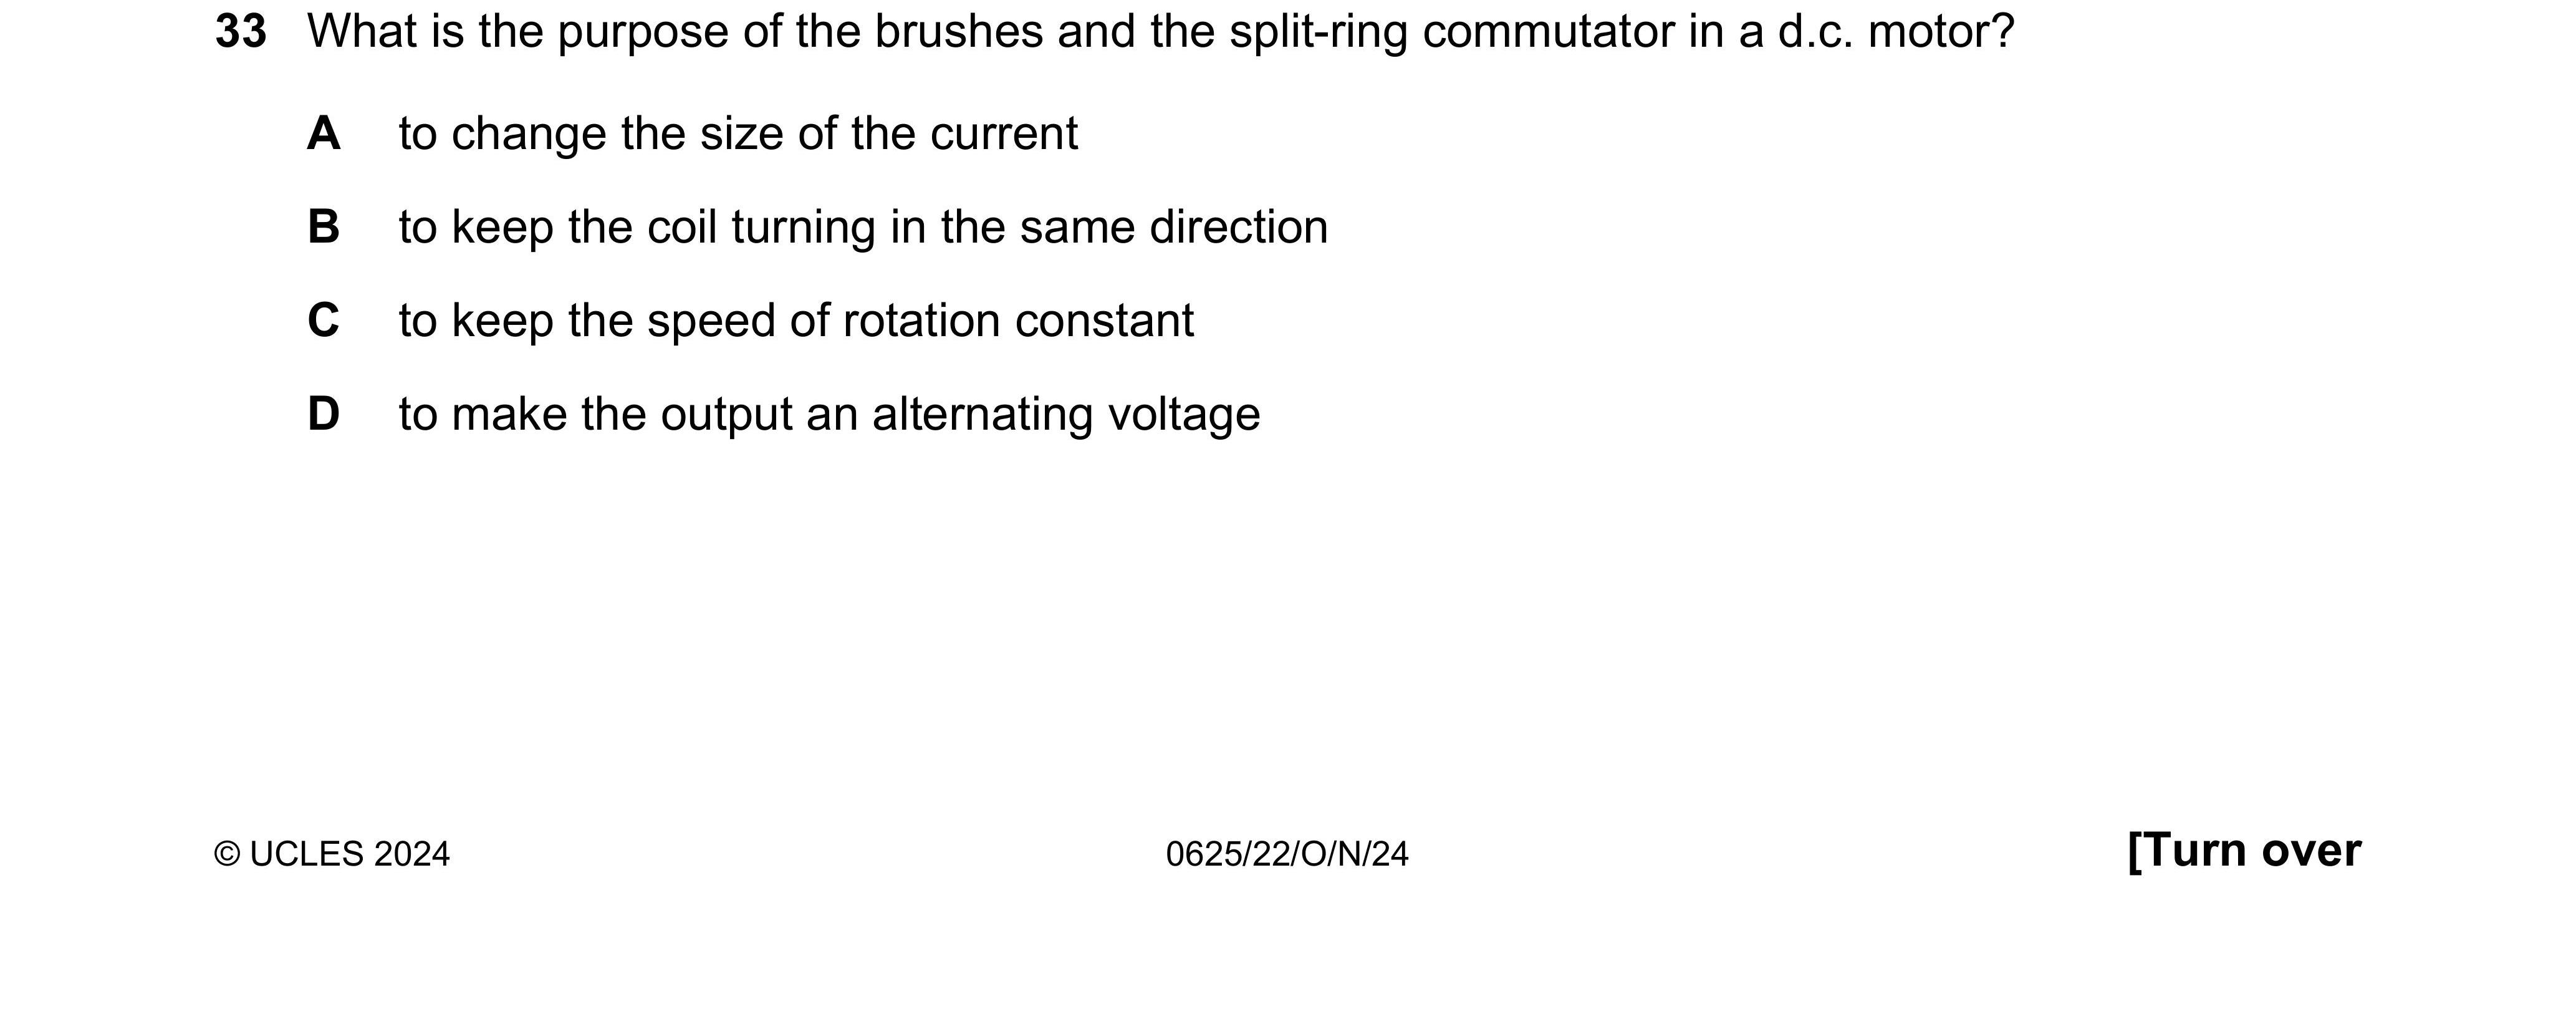 33 What is the purpose of the brushes and the split-ring commutator in a d.c. motor?
A to change the size of the current
B to keep the coil turning in the same direction
C to keep the speed of rotation constant
D to make the output an alternating voltage
© UCLES 2024 0625/22/O/N/24 [Turn over